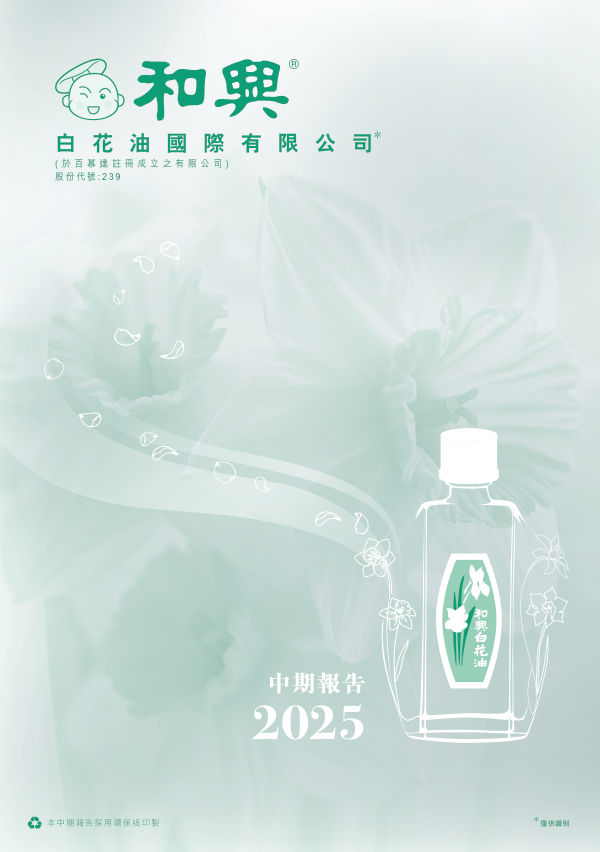 和興®
白花油國際有限公司*
(於百慕達註冊成立之有限公司)
股份代號:239
和興白花油
中期報告
2025
本中期報告採用環保紙印製
*僅供識別